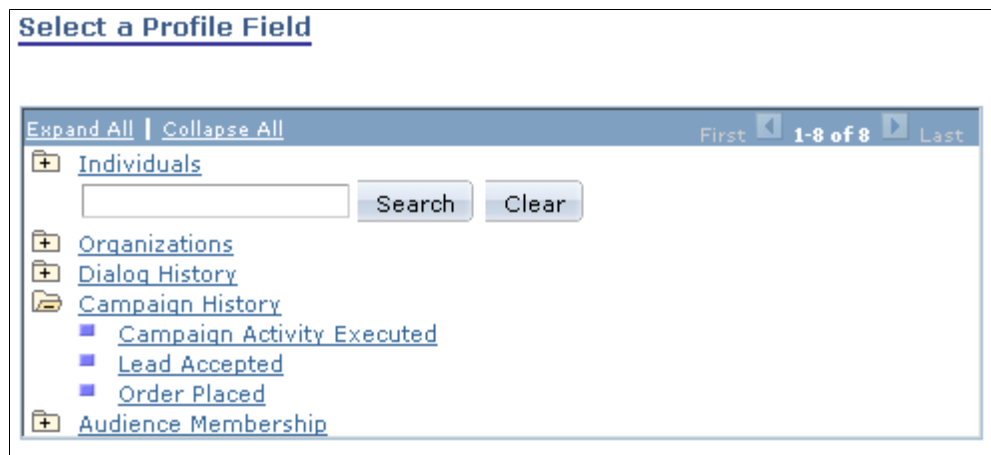 Select a Profile Field
Expand All | Collapse All First 1-8 of 8 Last
Individuals
Search Clear
Organizations
Dialog History
Campaign History
Campaign Activity Executed
Lead Accepted
Order Placed
Audience Membership